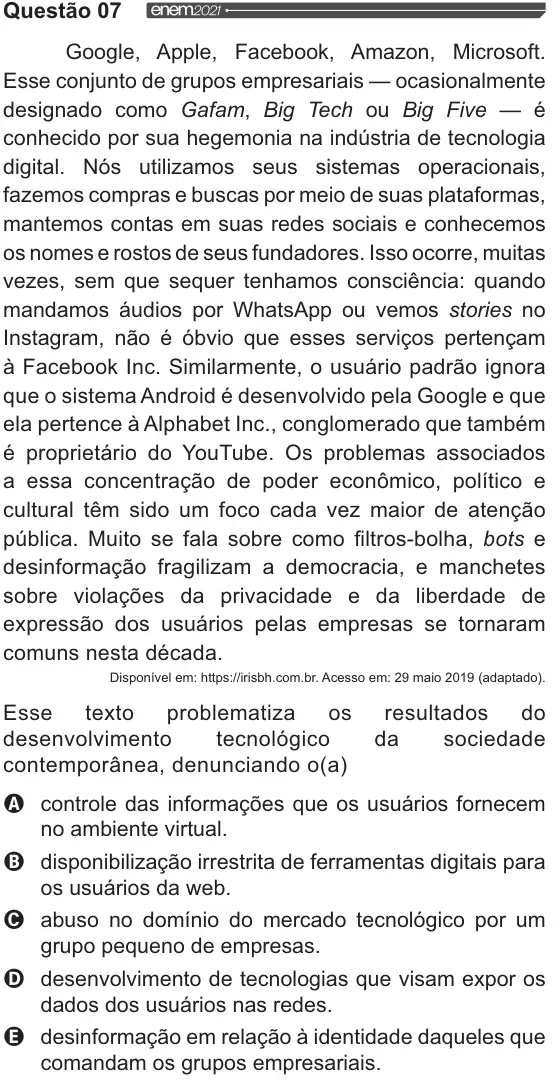 Questão 07 enem2021
Google, Apple, Facebook, Amazon, Microsoft.
Esse conjunto de grupos empresariais — ocasionalmente
designado como Gafam, Big Tech ou Big Five — é
conhecido por sua hegemonia na indústria de tecnologia
digital. Nós utilizamos seus sistemas operacionais,
fazemos compras e buscas por meio de suas plataformas,
mantemos contas em suas redes sociais e conhecemos
os nomes e rostos de seus fundadores. Isso ocorre, muitas
vezes, sem que sequer tenhamos consciência: quando
mandamos áudios por WhatsApp ou vemos stories no
Instagram, não é óbvio que esses serviços pertençam
à Facebook Inc. Similarmente, o usuário padrão ignora
que o sistema Android é desenvolvido pela Google e que
ela pertence à Alphabet Inc., conglomerado que também
é proprietário do YouTube. Os problemas associados
a essa concentração de poder econômico, político e
cultural têm sido um foco cada vez maior de atenção
pública. Muito se fala sobre como filtros-bolha, bots e
desinformação fragilizam a democracia, e manchetes
sobre violações da privacidade e da liberdade de
expressão dos usuários pelas empresas se tornaram
comuns nesta década.
Disponível em: https://irisbh.com.br. Acesso em: 29 maio 2019 (adaptado).
Esse texto problematiza os resultados do
desenvolvimento tecnológico da sociedade
contemporânea, denunciando o(a)
A controle das informações que os usuários fornecem
no ambiente virtual.
B disponibilização irrestrita de ferramentas digitais para
os usuários da web.
C abuso no domínio do mercado tecnológico por um
grupo pequeno de empresas.
D desenvolvimento de tecnologias que visam expor os
dados dos usuários nas redes.
E desinformação em relação à identidade daqueles que
comandam os grupos empresariais.